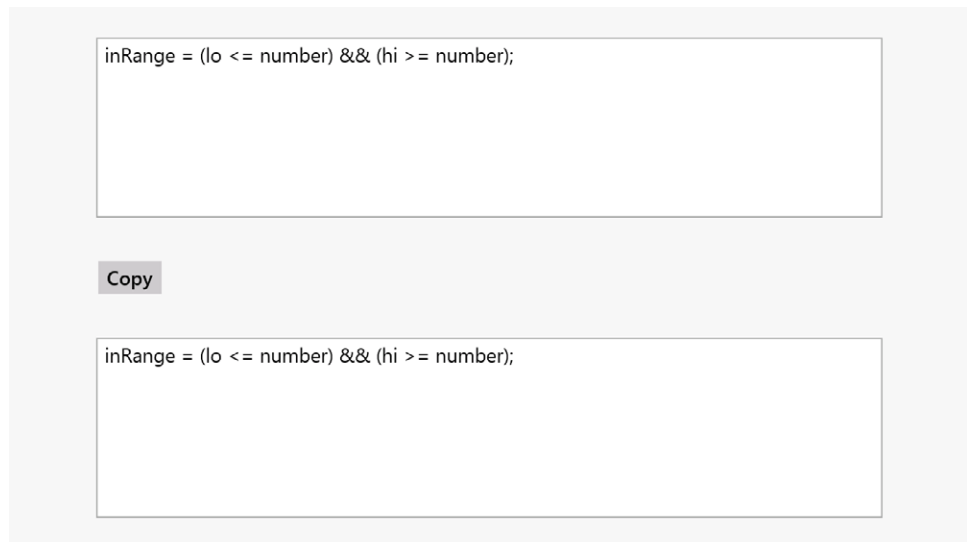 inRange = (lo <= number) && (hi >= number);
Copy
inRange = (lo <= number) && (hi >= number);